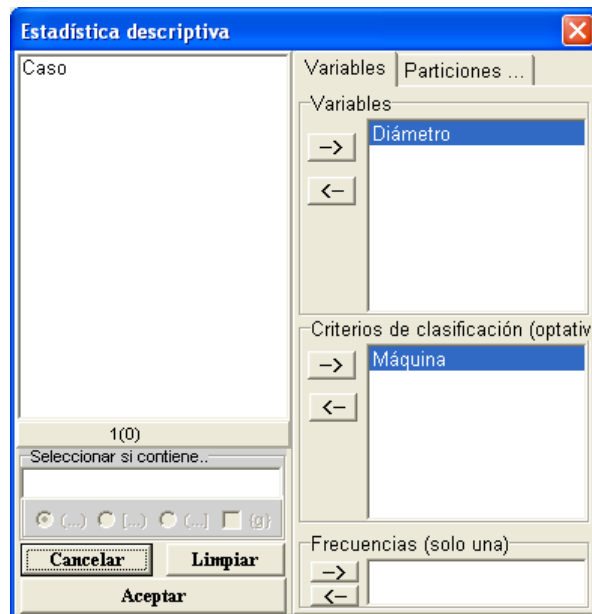 Estadística descriptiva
Caso
1(0)
Seleccionar si contiene..
(...) [...) (...] {g}
Cancelar Limpiar
Aceptar
Variables Particiones ...
Variables
-->
<--
Diámetro
Criterios de clasificación (optativ
-->
<--
Máquina
Frecuencias (solo una)
-->
<--